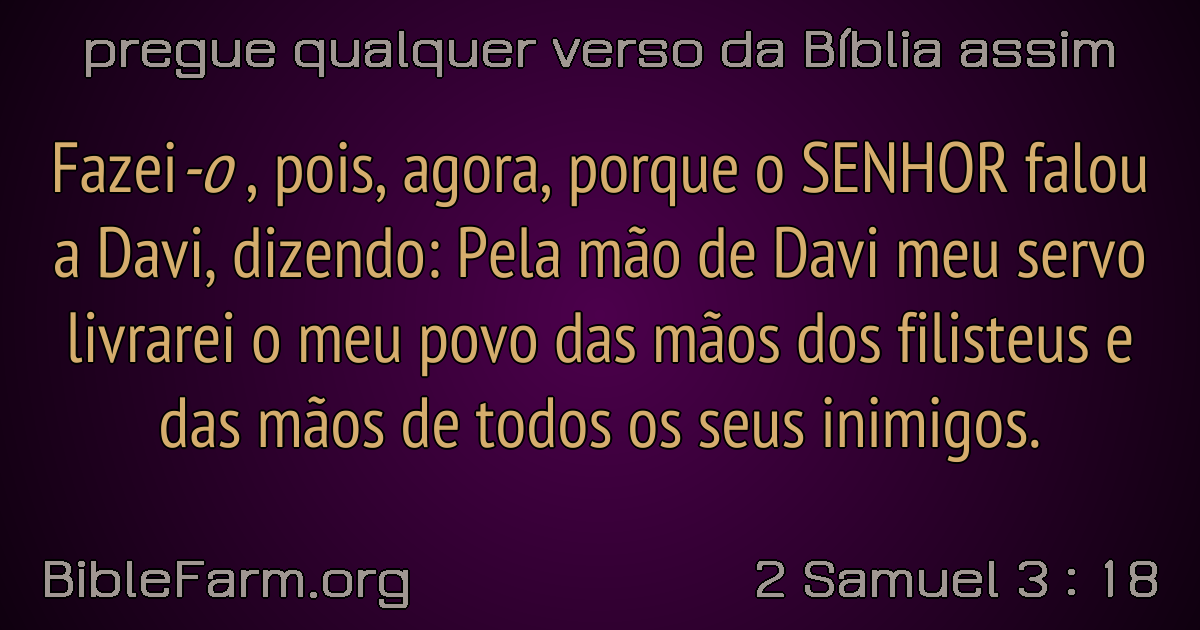 pregue qualquer verso da Bíblia assim
Fazei-o , pois, agora, porque o SENHOR falou
a Davi, dizendo: Pela mão de Davi meu servo
livrarei o meu povo das mãos dos filisteus e
das mãos de todos os seus inimigos.
BibleFarm.org
2 Samuel 3 : 18